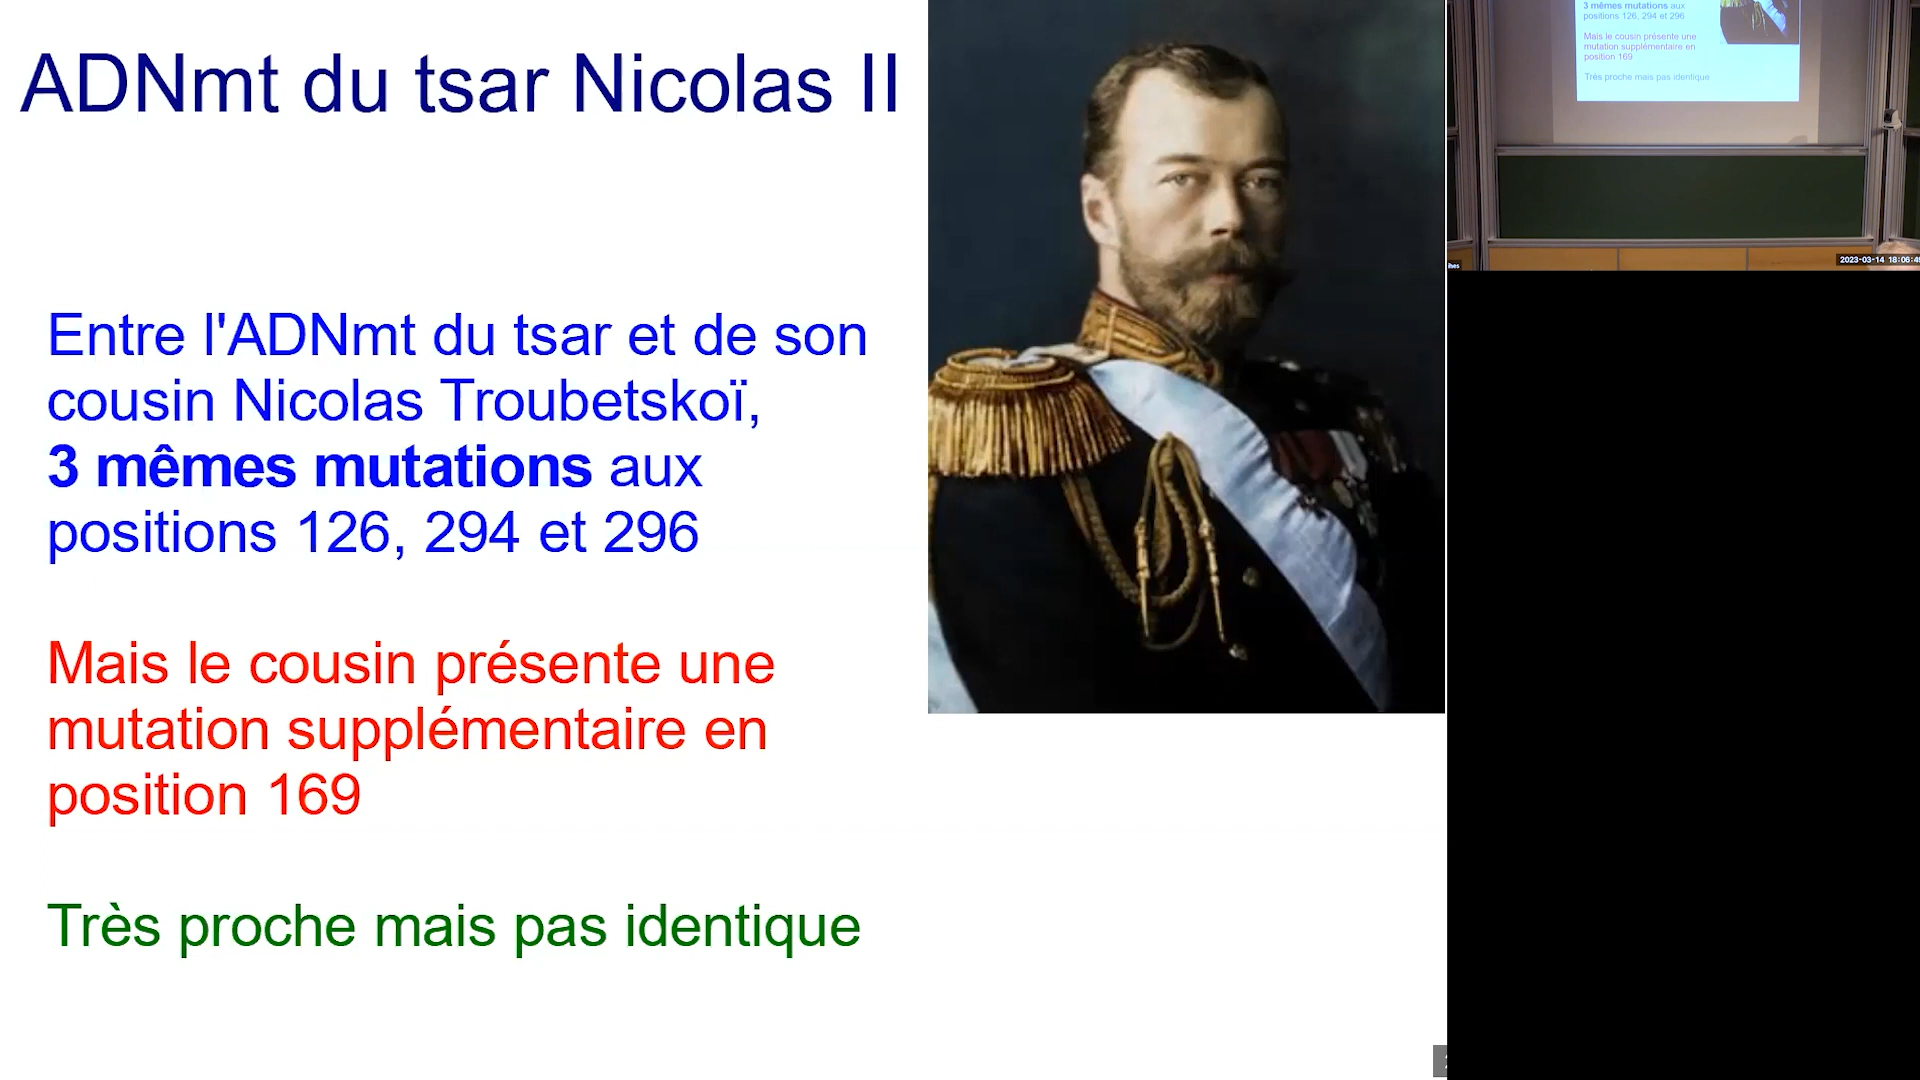 ADNmt du tsar Nicolas II
Entre l'ADNmt du tsar et de son
cousin Nicolas Troubetskoï,
3 mêmes mutations aux
positions 126, 294 et 296
Mais le cousin présente une
mutation supplémentaire en
position 169
Très proche mais pas identique
3 mêmes mutations aux
positions 126, 294 et 296
Mais le cousin présente une
mutation supplémentaire en
position 169
Très proche mais pas identique
2023-03-14 18:06:49